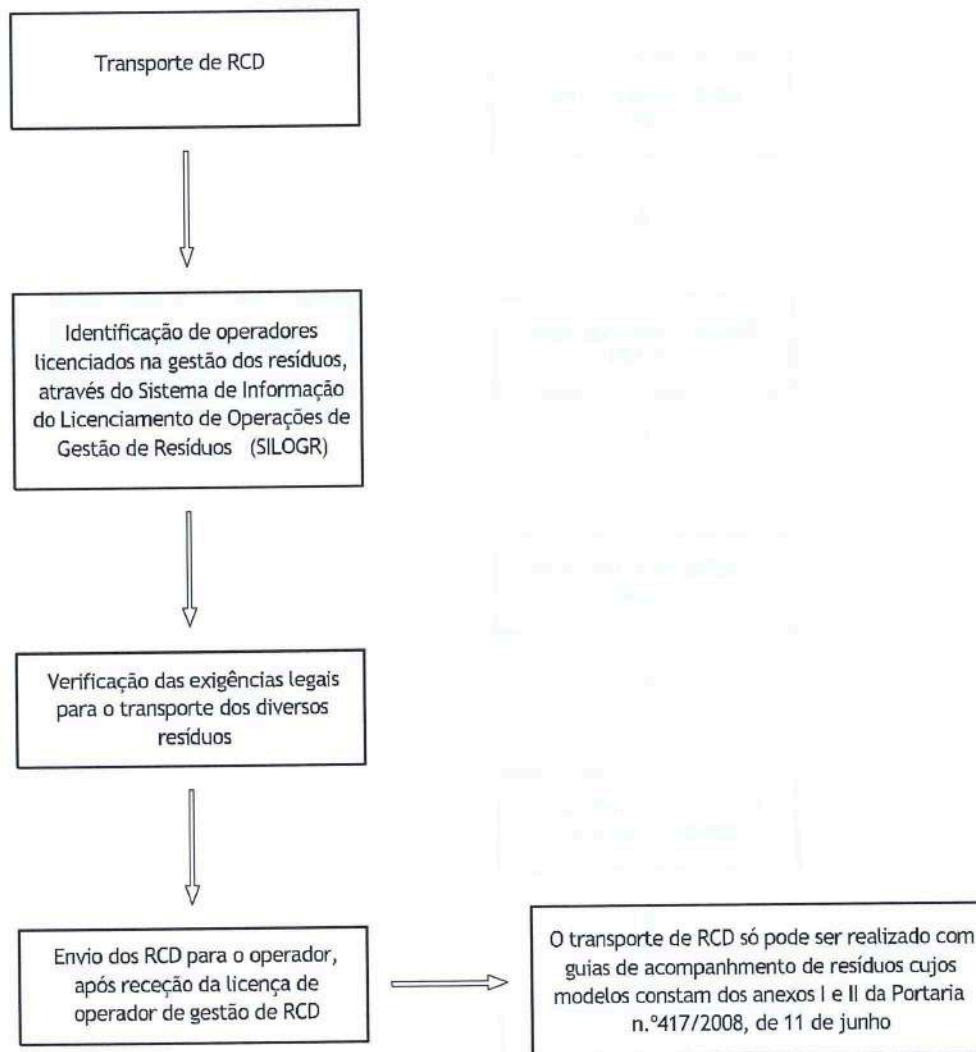 Transporte de RCD
Identificação de operadores
licenciados na gestão dos resíduos,
através do Sistema de Informação
do Licenciamento de Operações de
Gestão de Resíduos (SILOGR)
Verificação das exigências legais
para o transporte dos diversos
resíduos
Envio dos RCD para o operador,
após receção da licença de
operador de gestão de RCD
O transporte de RCD só pode ser realizado com
guias de acompanhmento de resíduos cujos
modelos constam dos anexos I e II da Portaria
n.º417/2008, de 11 de junho